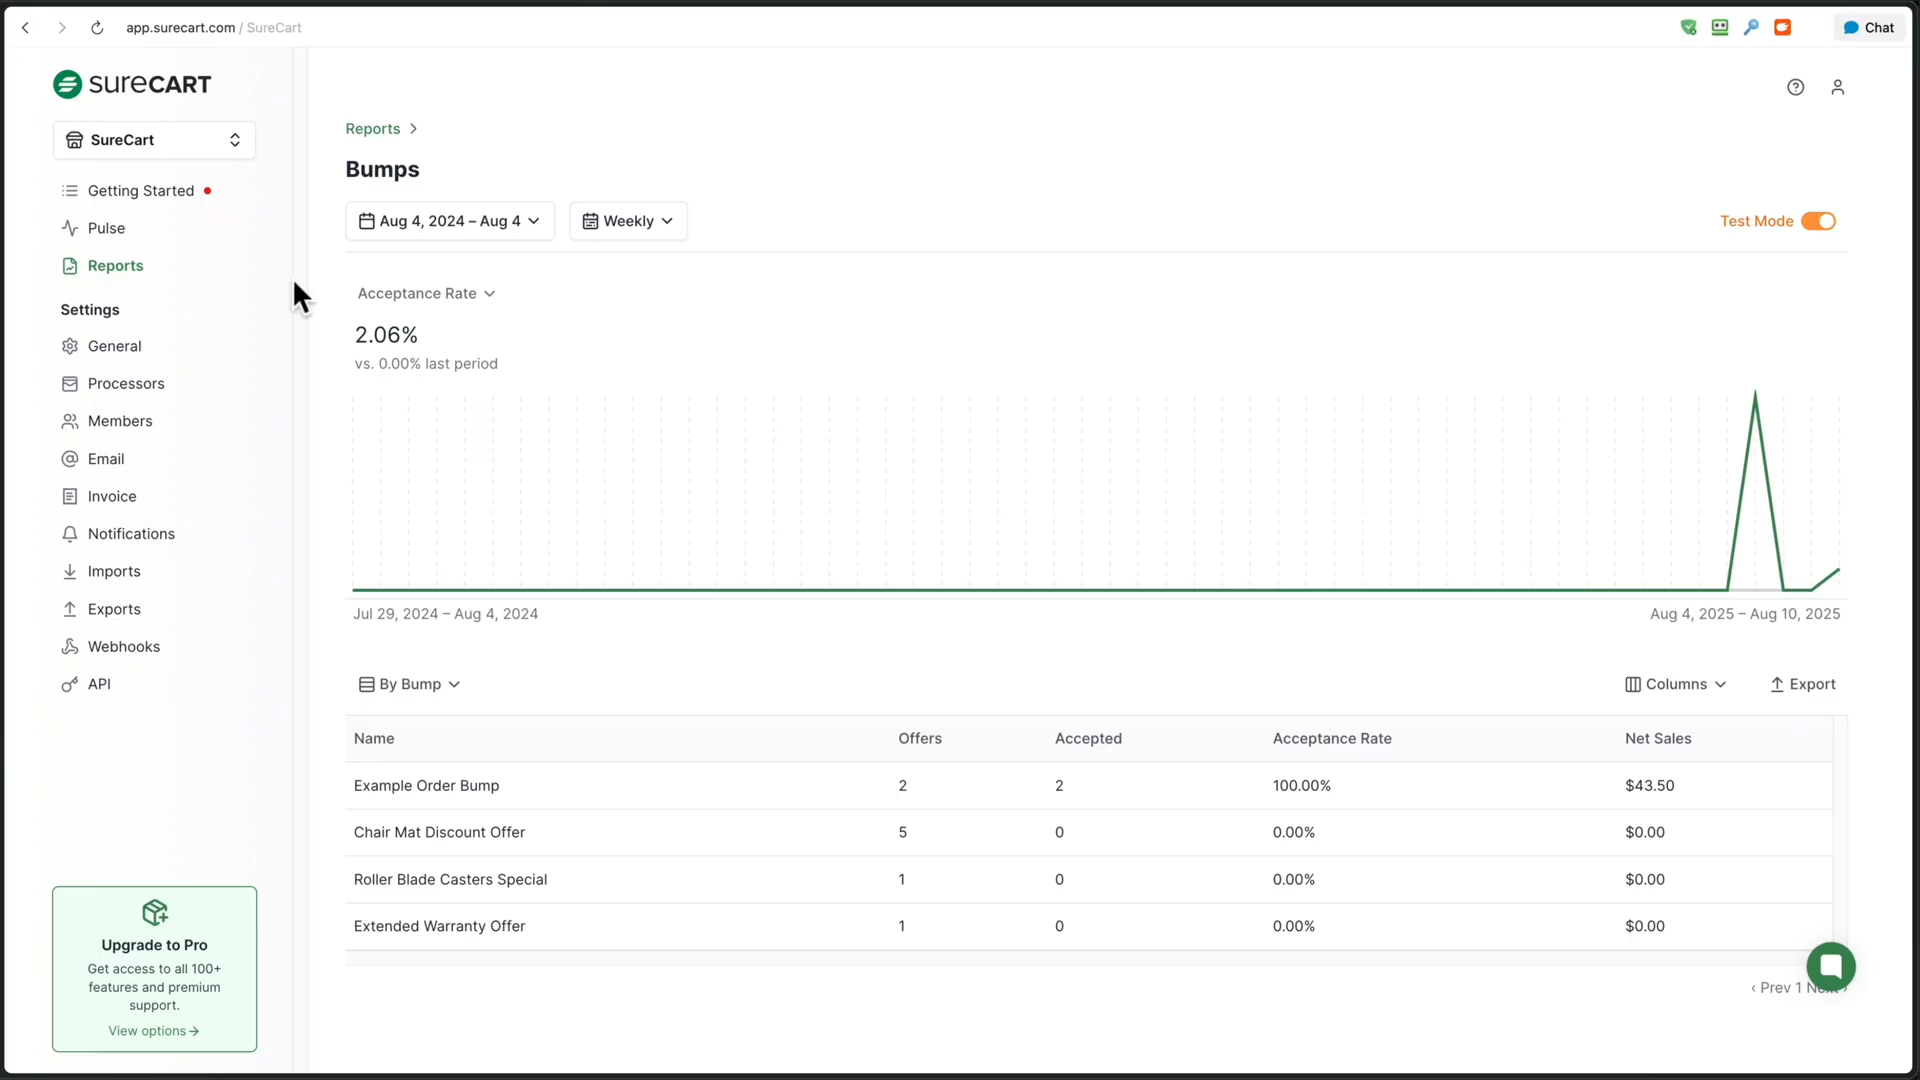 app.surecart.com / SureCart
Chat
sureCART
SureCart
Getting Started
Pulse
Reports
Settings
General
Processors
Members
Email
Invoice
Notifications
Imports
Exports
Webhooks
API
Upgrade to Pro
Get access to all 100+
features and premium
support.
View options
Reports
Bumps
Aug 4, 2024 – Aug 4
Weekly
Test Mode
Acceptance Rate
2.06%
vs. 0.00% last period
Jul 29, 2024 – Aug 4, 2024
Aug 4, 2025 – Aug 10, 2025
By Bump
Columns
Export
Name Offers Accepted Acceptance Rate Net Sales
Example Order Bump 2 2 100.00% $43.50
Chair Mat Discount Offer 5 0 0.00% $0.00
Roller Blade Casters Special 1 0 0.00% $0.00
Extended Warranty Offer 1 0 0.00% $0.00
‹ Prev 1